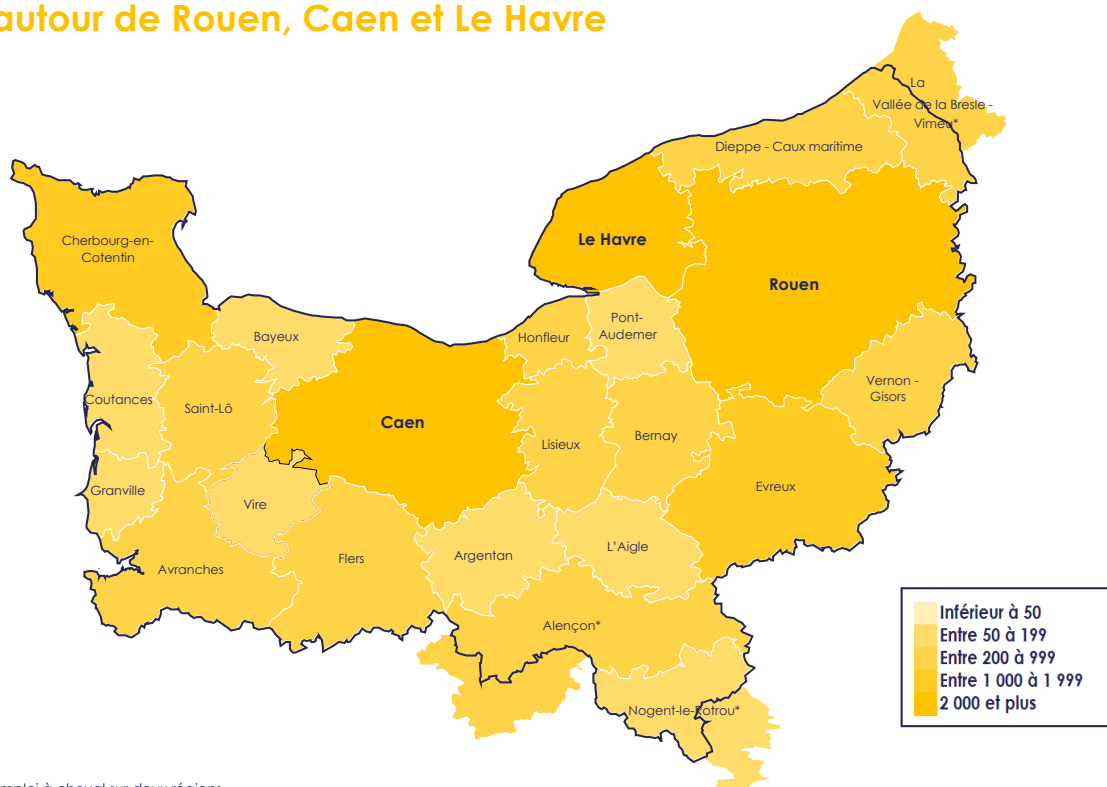 autour de Rouen, Caen et Le Havre
La
Vallée de la Bresle -
Vimeu*
Dieppe - Caux maritime
Cherbourg-en-
Cotentin
Le Havre
Rouen
Bayeux
Honfleur
Pont-
Audemer
Vernon -
Gisors
Coutances
Saint-Lô
Caen
Lisieux
Bernay
Granville
Vire
Evreux
Avranches
Flers
Argentan
L'Aigle
Alençon*
Nogent-le-Rotrou*
Inférieur à 50
Entre 50 à 199
Entre 200 à 999
Entre 1 000 à 1 999
2 000 et plus